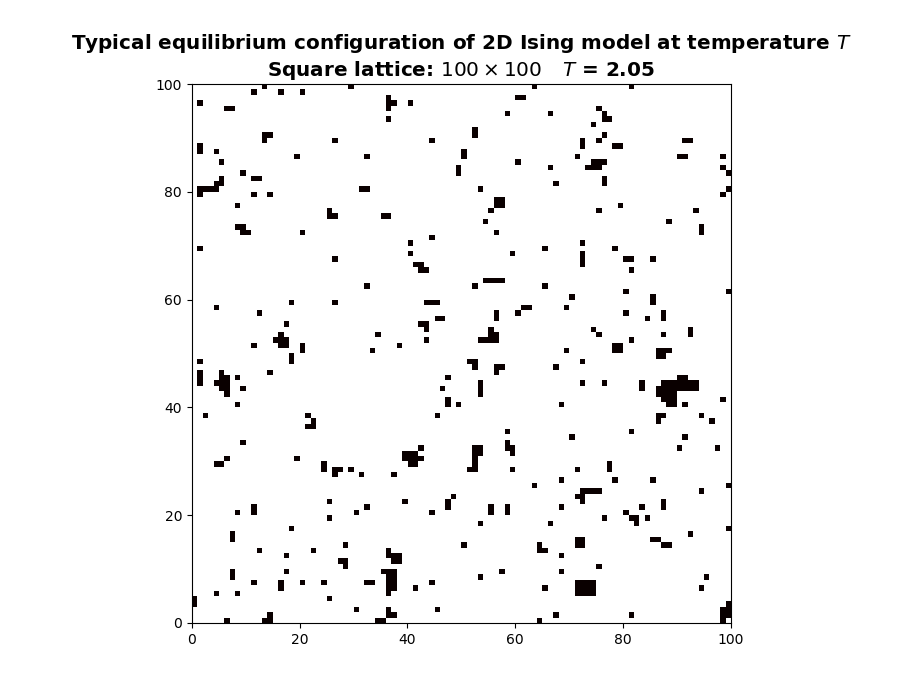 Typical equilibrium configuration of 2D Ising model at temperature T
Square lattice: 100 × 100 T = 2.05
100
80
60
40
20
0
0 20 40 60 80 100